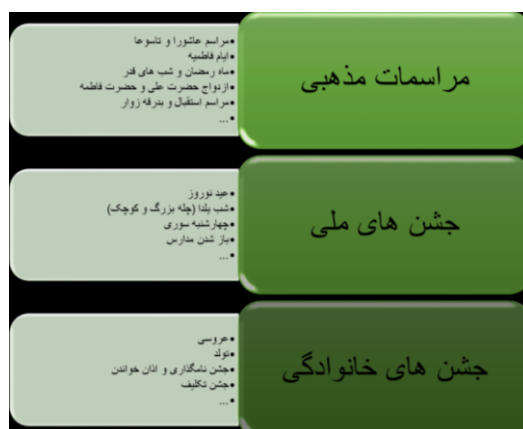 مراسمات مذهبی
•مراسم عاشورا و تاسوعا
•ایام فاطمیه
•ماه رمضان و شب های قدر
•ازدواج حضرت علی و حضرت فاطمه
•مراسم استقبال و بدرقه زوار
•...
جشن های ملی
•عید نوروز
•شب یلدا (چله بزرگ و کوچک)
•چهارشنبه سوری
•باز شدن مدارس
•...
جشن های خانوادگی
•عروسی
•تولد
•جشن نامگذاری و اذان خواندن
•جشن تکلیف
•...